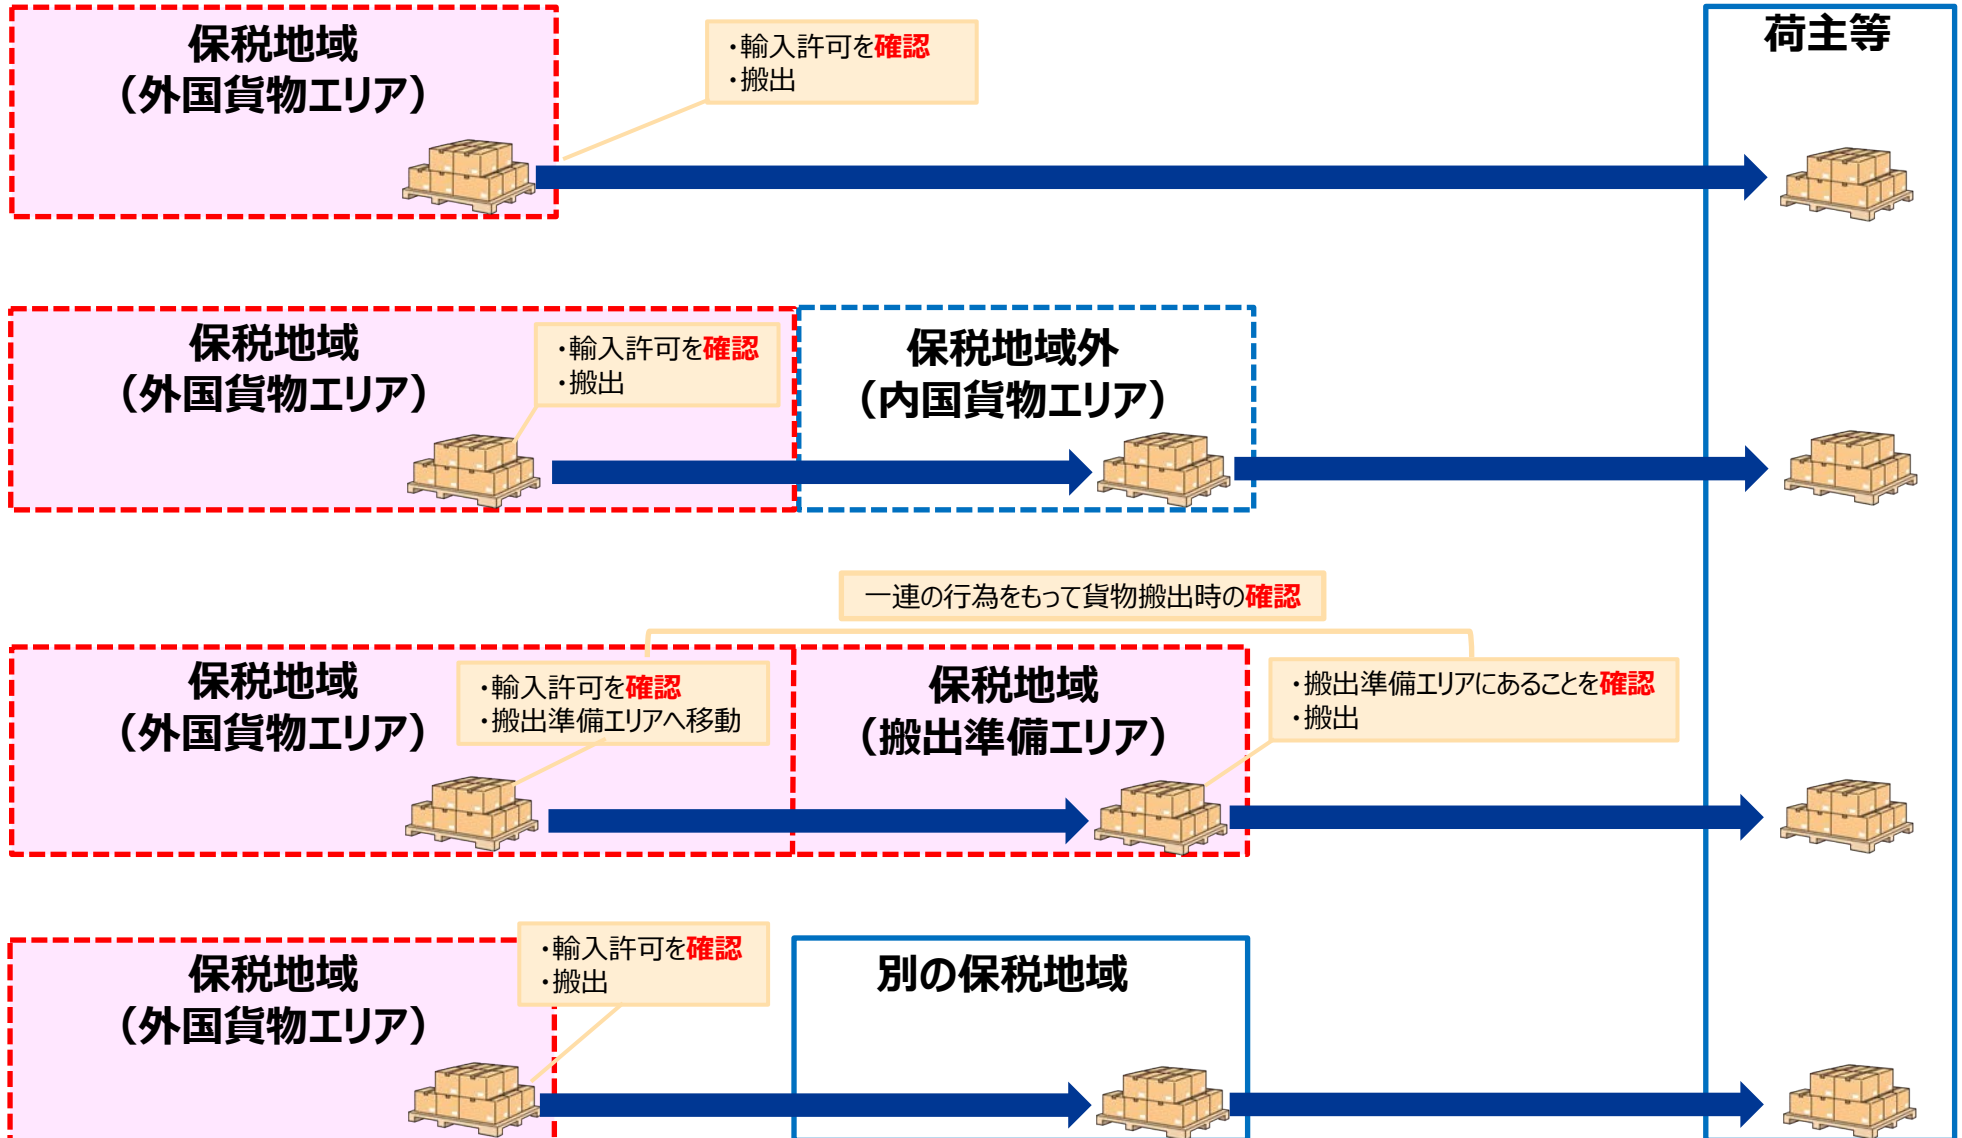 保税地域
（外国貨物エリア）
・輸入許可を確認
・搬出
荷主等
保税地域
（外国貨物エリア）
・輸入許可を確認
・搬出
保税地域外
（内国貨物エリア）
一連の行為をもって貨物搬出時の確認
保税地域
（外国貨物エリア）
・輸入許可を確認
・搬出準備エリアへ移動
保税地域
（搬出準備エリア）
・搬出準備エリアにあることを確認
・搬出
保税地域
（外国貨物エリア）
・輸入許可を確認
・搬出
別の保税地域